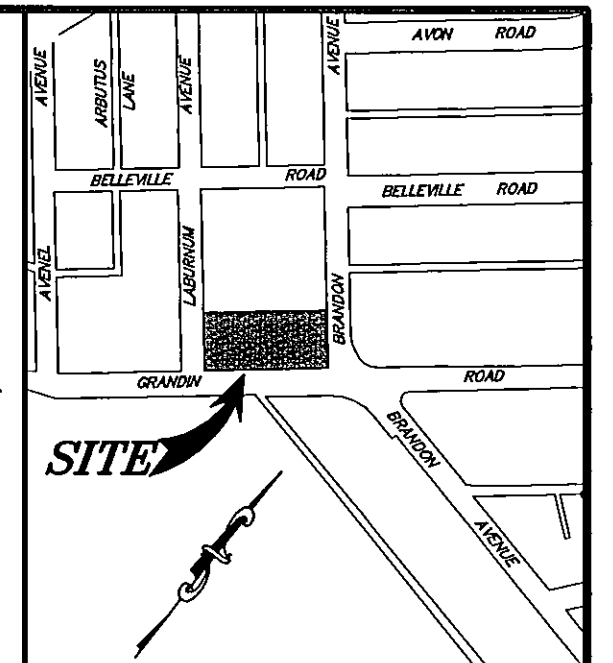 AVON ROAD
AVENUE
ARBUTUS
LANE
AVENUE
AVENUE
BELLEVILLE ROAD
BELLEVILLE ROAD
AVENEL
LABURNUM
BRANDON
GRANDIN ROAD
BRANDON
AVENUE
SITE